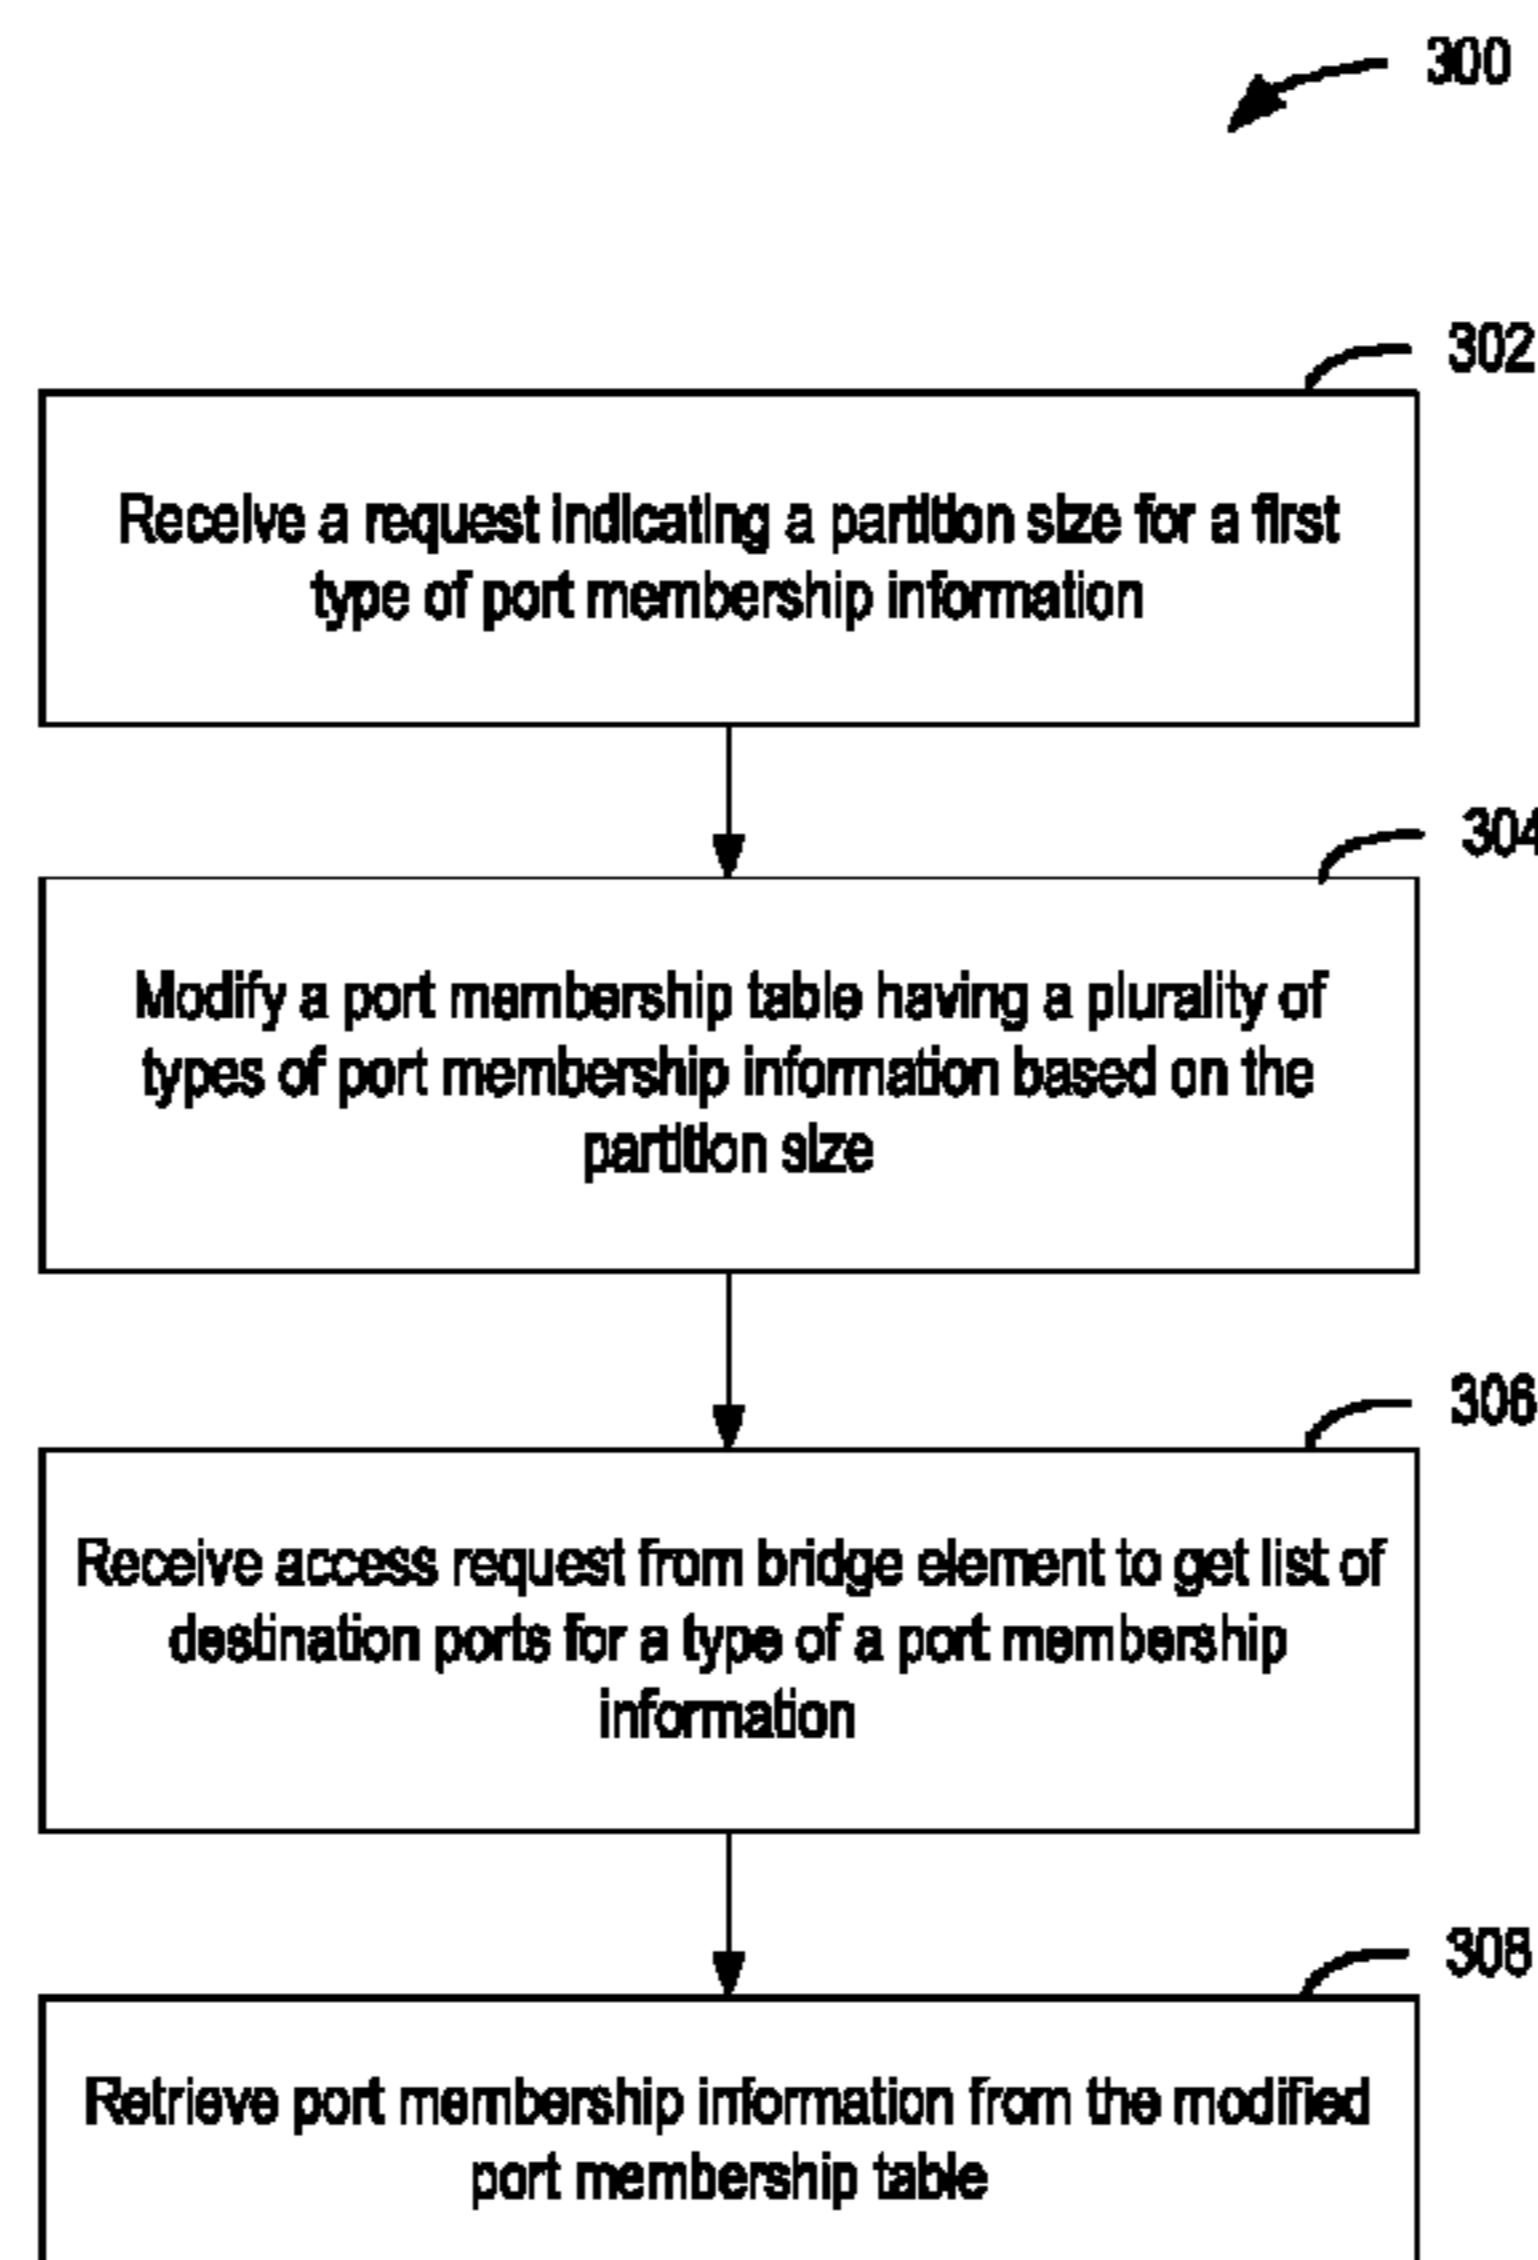 300
302
Receive a request indicating a partition size for a first
type of port membership information
304
Modify a port membership table having a plurality of
types of port membership information based on the
partition size
306
Receive access request from bridge element to get list of
destination ports for a type of a port membership
information
308
Retrieve port membership information from the modified
port membership table